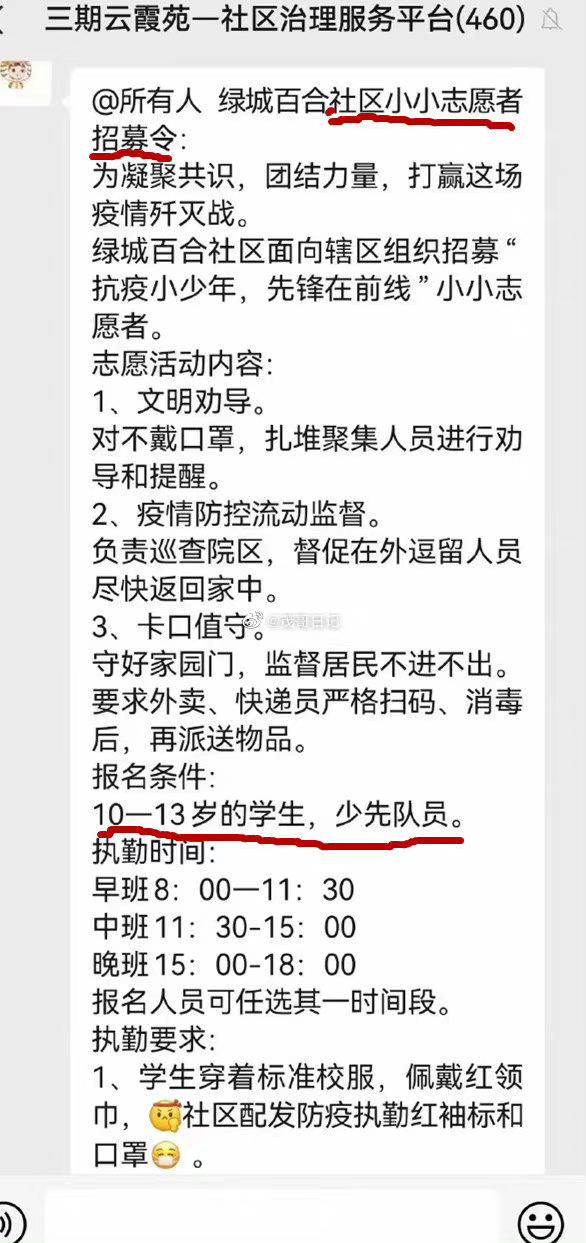 三期云霞苑一社区治理服务平台(460)
@所有人 绿城百合社区小小志愿者
招募令：
为凝聚共识，团结力量，打赢这场
疫情歼灭战。
绿城百合社区面向辖区组织招募“
抗疫小少年，先锋在前线”小小志
愿者。
志愿活动内容：
1、文明劝导。
对不戴口罩，扎堆聚集人员进行劝
导和提醒。
2、疫情防控流动监督。
负责巡查院区，督促在外逗留人员
尽快返回家中。
3、卡口值守。
@茂哥日记
守好家园门，监督居民不进不出。
要求外卖、快递员严格扫码、消毒
后，再派送物品。
报名条件：
10一13岁的学生，少先队员。
执勤时间：
早班8：00一11：30
中班11：30-15：00
晚班15：00-18：00
报名人员可任选其一时间段。
执勤要求：
1、学生穿着标准校服，佩戴红领
巾，🤔社区配发防疫执勤红袖标和
口罩😷。